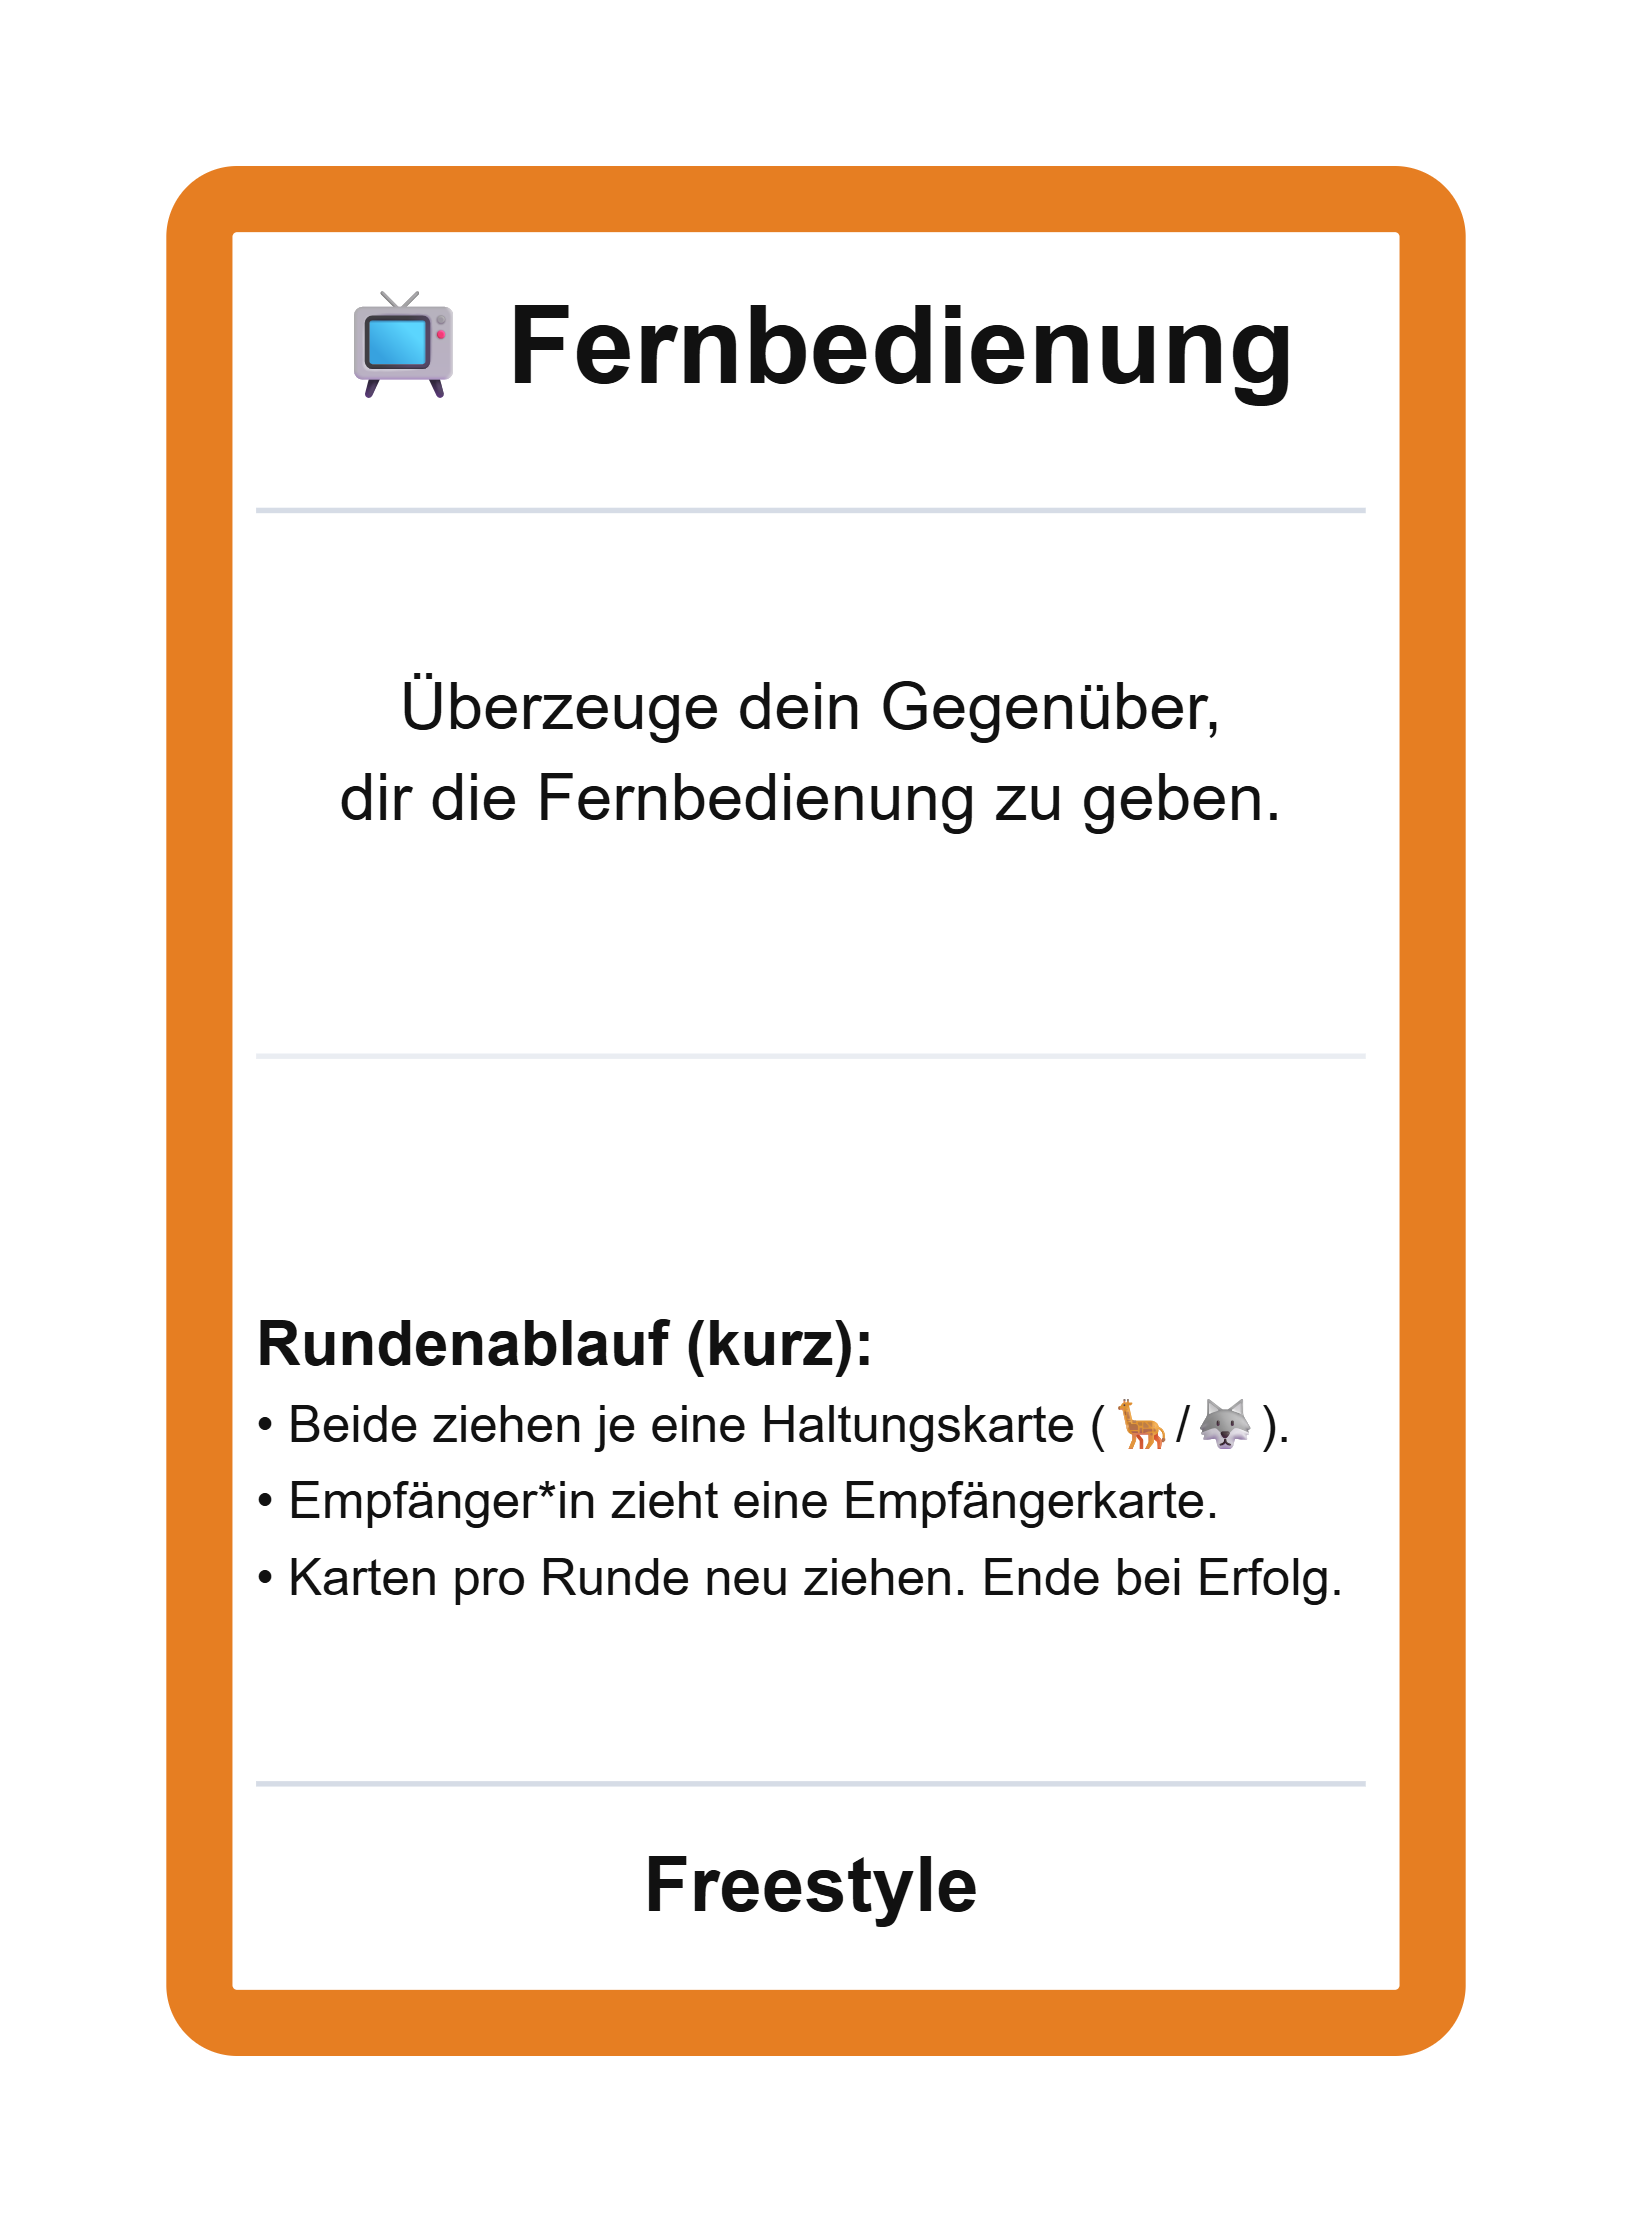 Fernbedienung
Überzeuge dein Gegenüber,
dir die Fernbedienung zu geben.
Rundenablauf (kurz):
• Beide ziehen je eine Haltungskarte (🦒/🐺).
• Empfänger*in zieht eine Empfängerkarte.
• Karten pro Runde neu ziehen. Ende bei Erfolg.
Freestyle